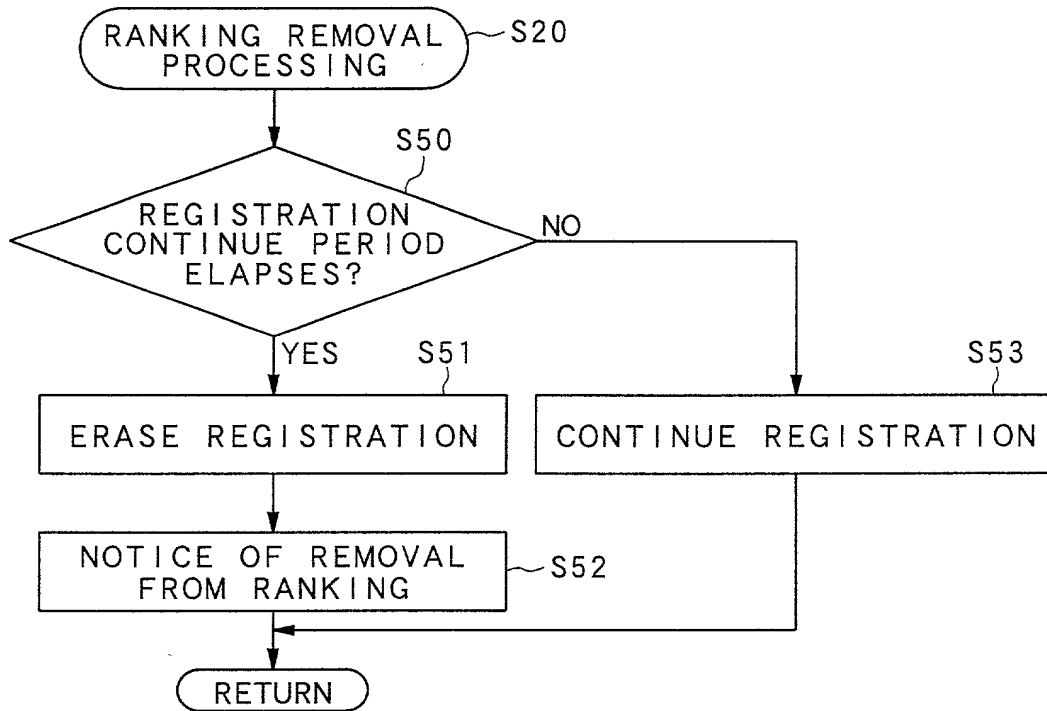 RANKING REMOVAL
PROCESSING
S20
S50
REGISTRATION
CONTINUE PERIOD
ELAPSES?
NO
YES
S51
S53
ERASE REGISTRATION
CONTINUE REGISTRATION
NOTICE OF REMOVAL
FROM RANKING
S52
RETURN